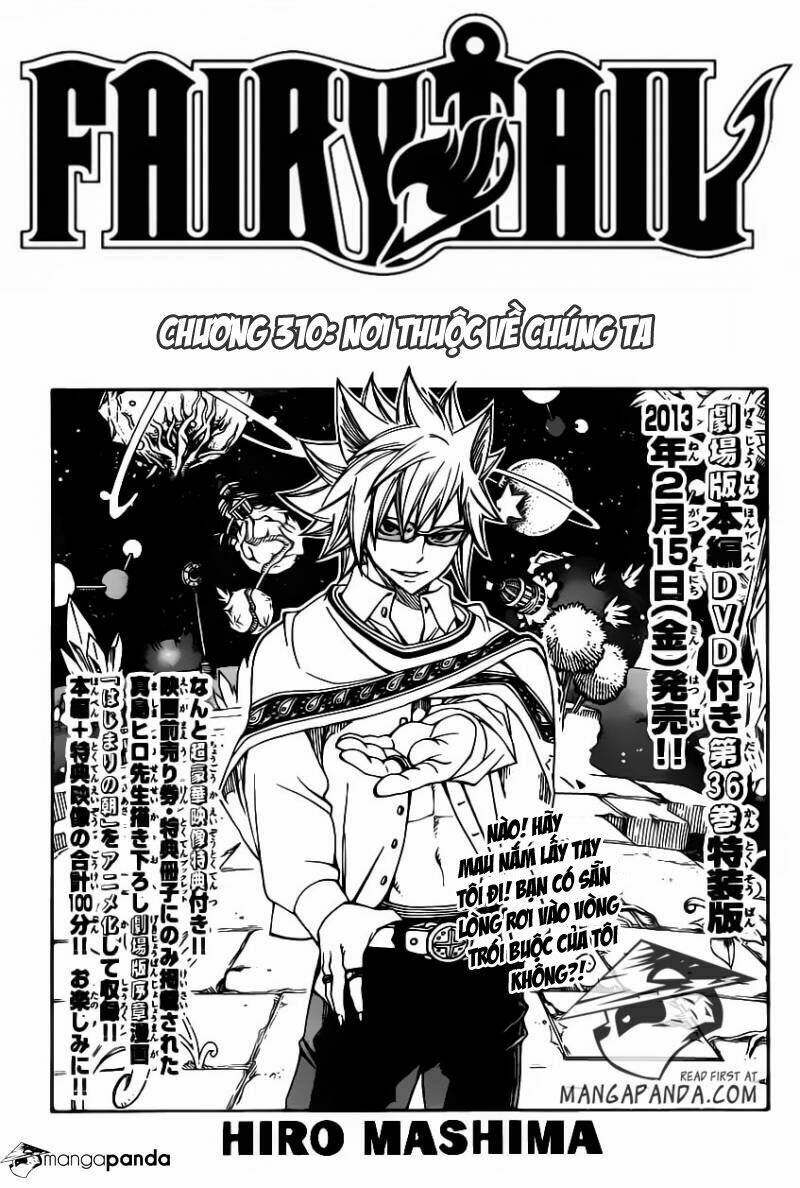 FAIRY TAIL
CHƯƠNG 310: NƠI THUỘC VỀ CHÚNG TA
劇場版本編DVD付き第36巻特装版
2013年2月15日(金)発売!!
なんと超豪華映像特典付き!!
映画前売り券・特典冊子にのみ掲載された
真島ヒロ先生描き下ろし劇場版序章漫画
『はじまりの朝』をアニメ化して収録!!
本編+特典映像の合計100分!! お楽しみに!!
NÀO! HÃY
MAU NẮM LẤY TAY
TÔI ĐI! BẠN CÓ SẴN
LÒNG RƠI VÀO VÒNG
TRÓI BUỘC CỦA TÔI
KHÔNG?!
READ FIRST AT
MANGAPANDA.COM
HIRO MASHIMA
mangapanda